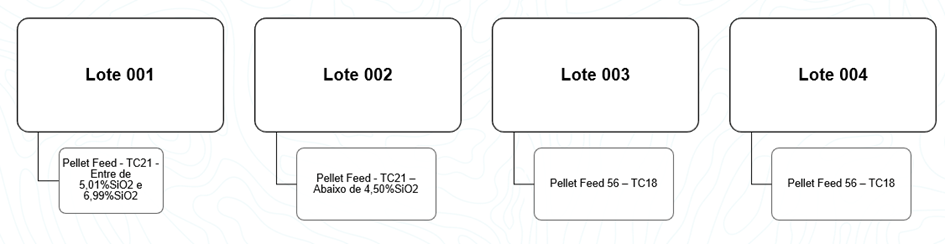 Lote 001
Lote 002
Lote 003
Lote 004
Pellet Feed - TC21 -
Entre de
5,01%SiO2 e
6,99%SiO2
Pellet Feed - TC21 –
Abaixo de 4,50%SiO2
Pellet Feed 56 – TC18
Pellet Feed 56 – TC18